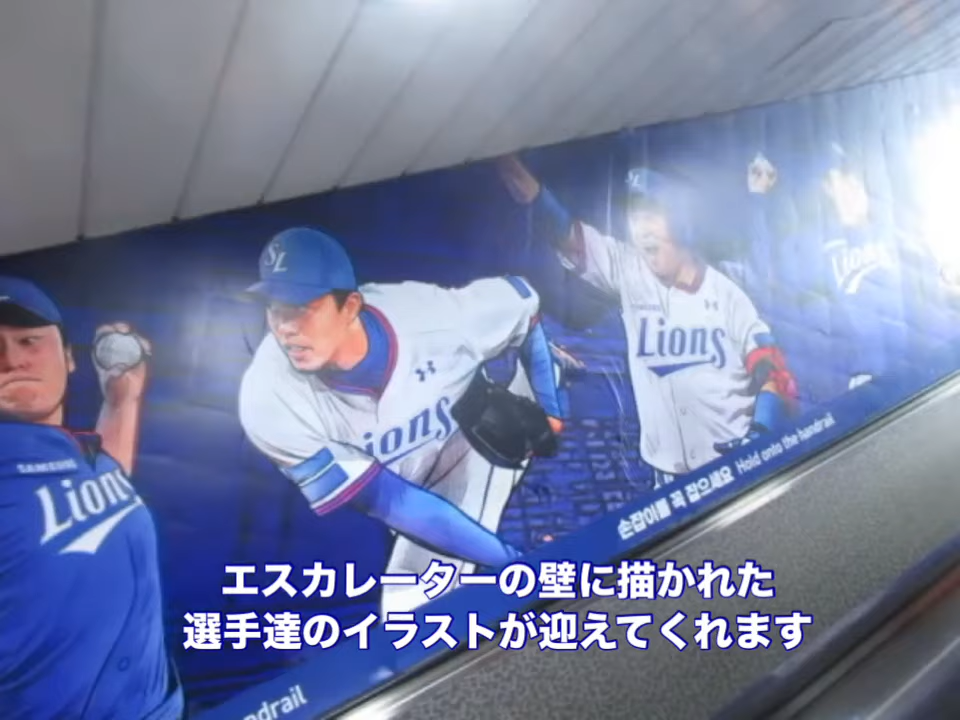 SL
SL
SAMSUNG
Lions
Lions
Lions
Lions
손잡이를 꼭 잡으세요 Hold onto the handrail
エスカレーターの壁に描かれた
選手達のイラストが迎えてくれます